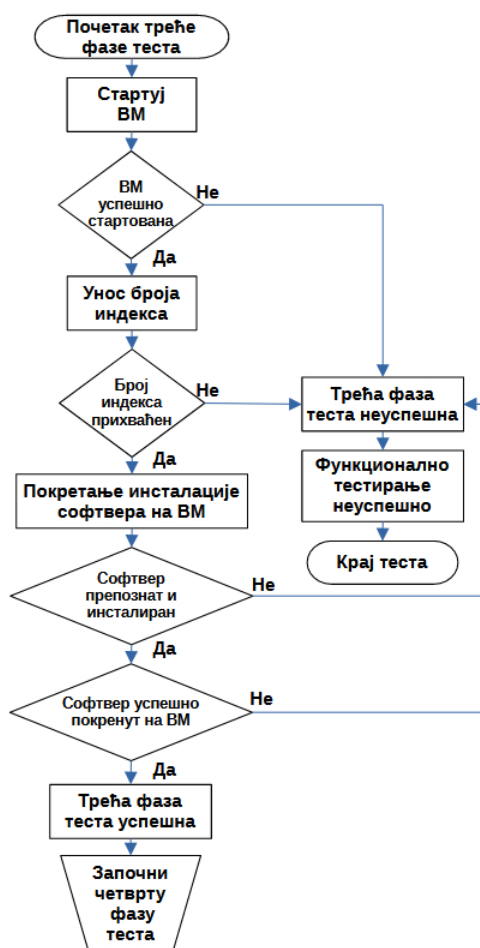 Почетак треће
фазе теста
Стартуј
ВМ
ВМ
успешно
стартована
Не
Да
Унос броја
индекса
Број
индекса
прихваћен
Не
Да
Трећа фаза
теста неуспешна
Функционално
тестирање
неуспешно
Крај теста
Покретање инсталације
софтвера на ВМ
Софтвер
препознат и
инсталиран
Не
Да
Софтвер успешно
покренут на ВМ
Не
Да
Трећа фаза
теста успешна
Започни
четврту
фазу
теста